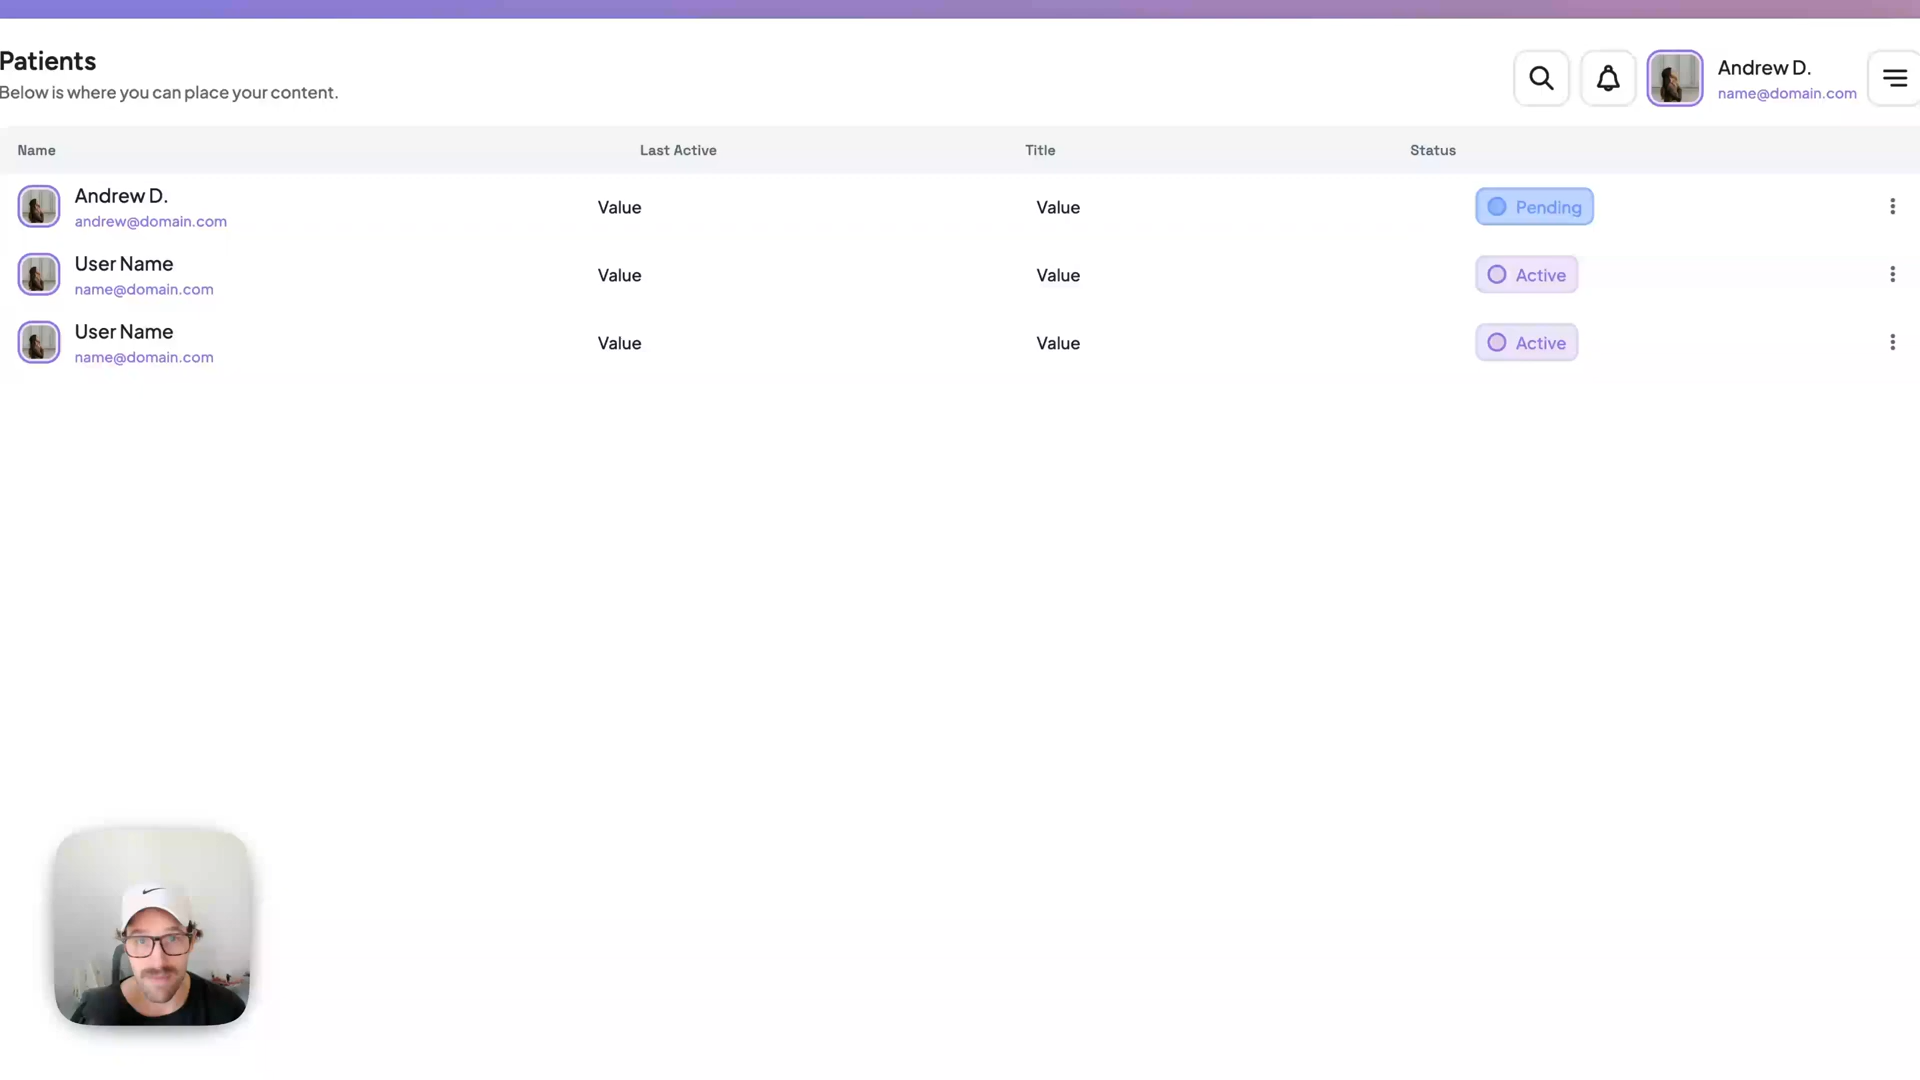 Patients
Below is where you can place your content.
Andrew D.
name@domain.com
Name Last Active Title Status
Andrew D.
andrew@domain.com
Value Value Pending
User Name
name@domain.com
Value Value Active
User Name
name@domain.com
Value Value Active